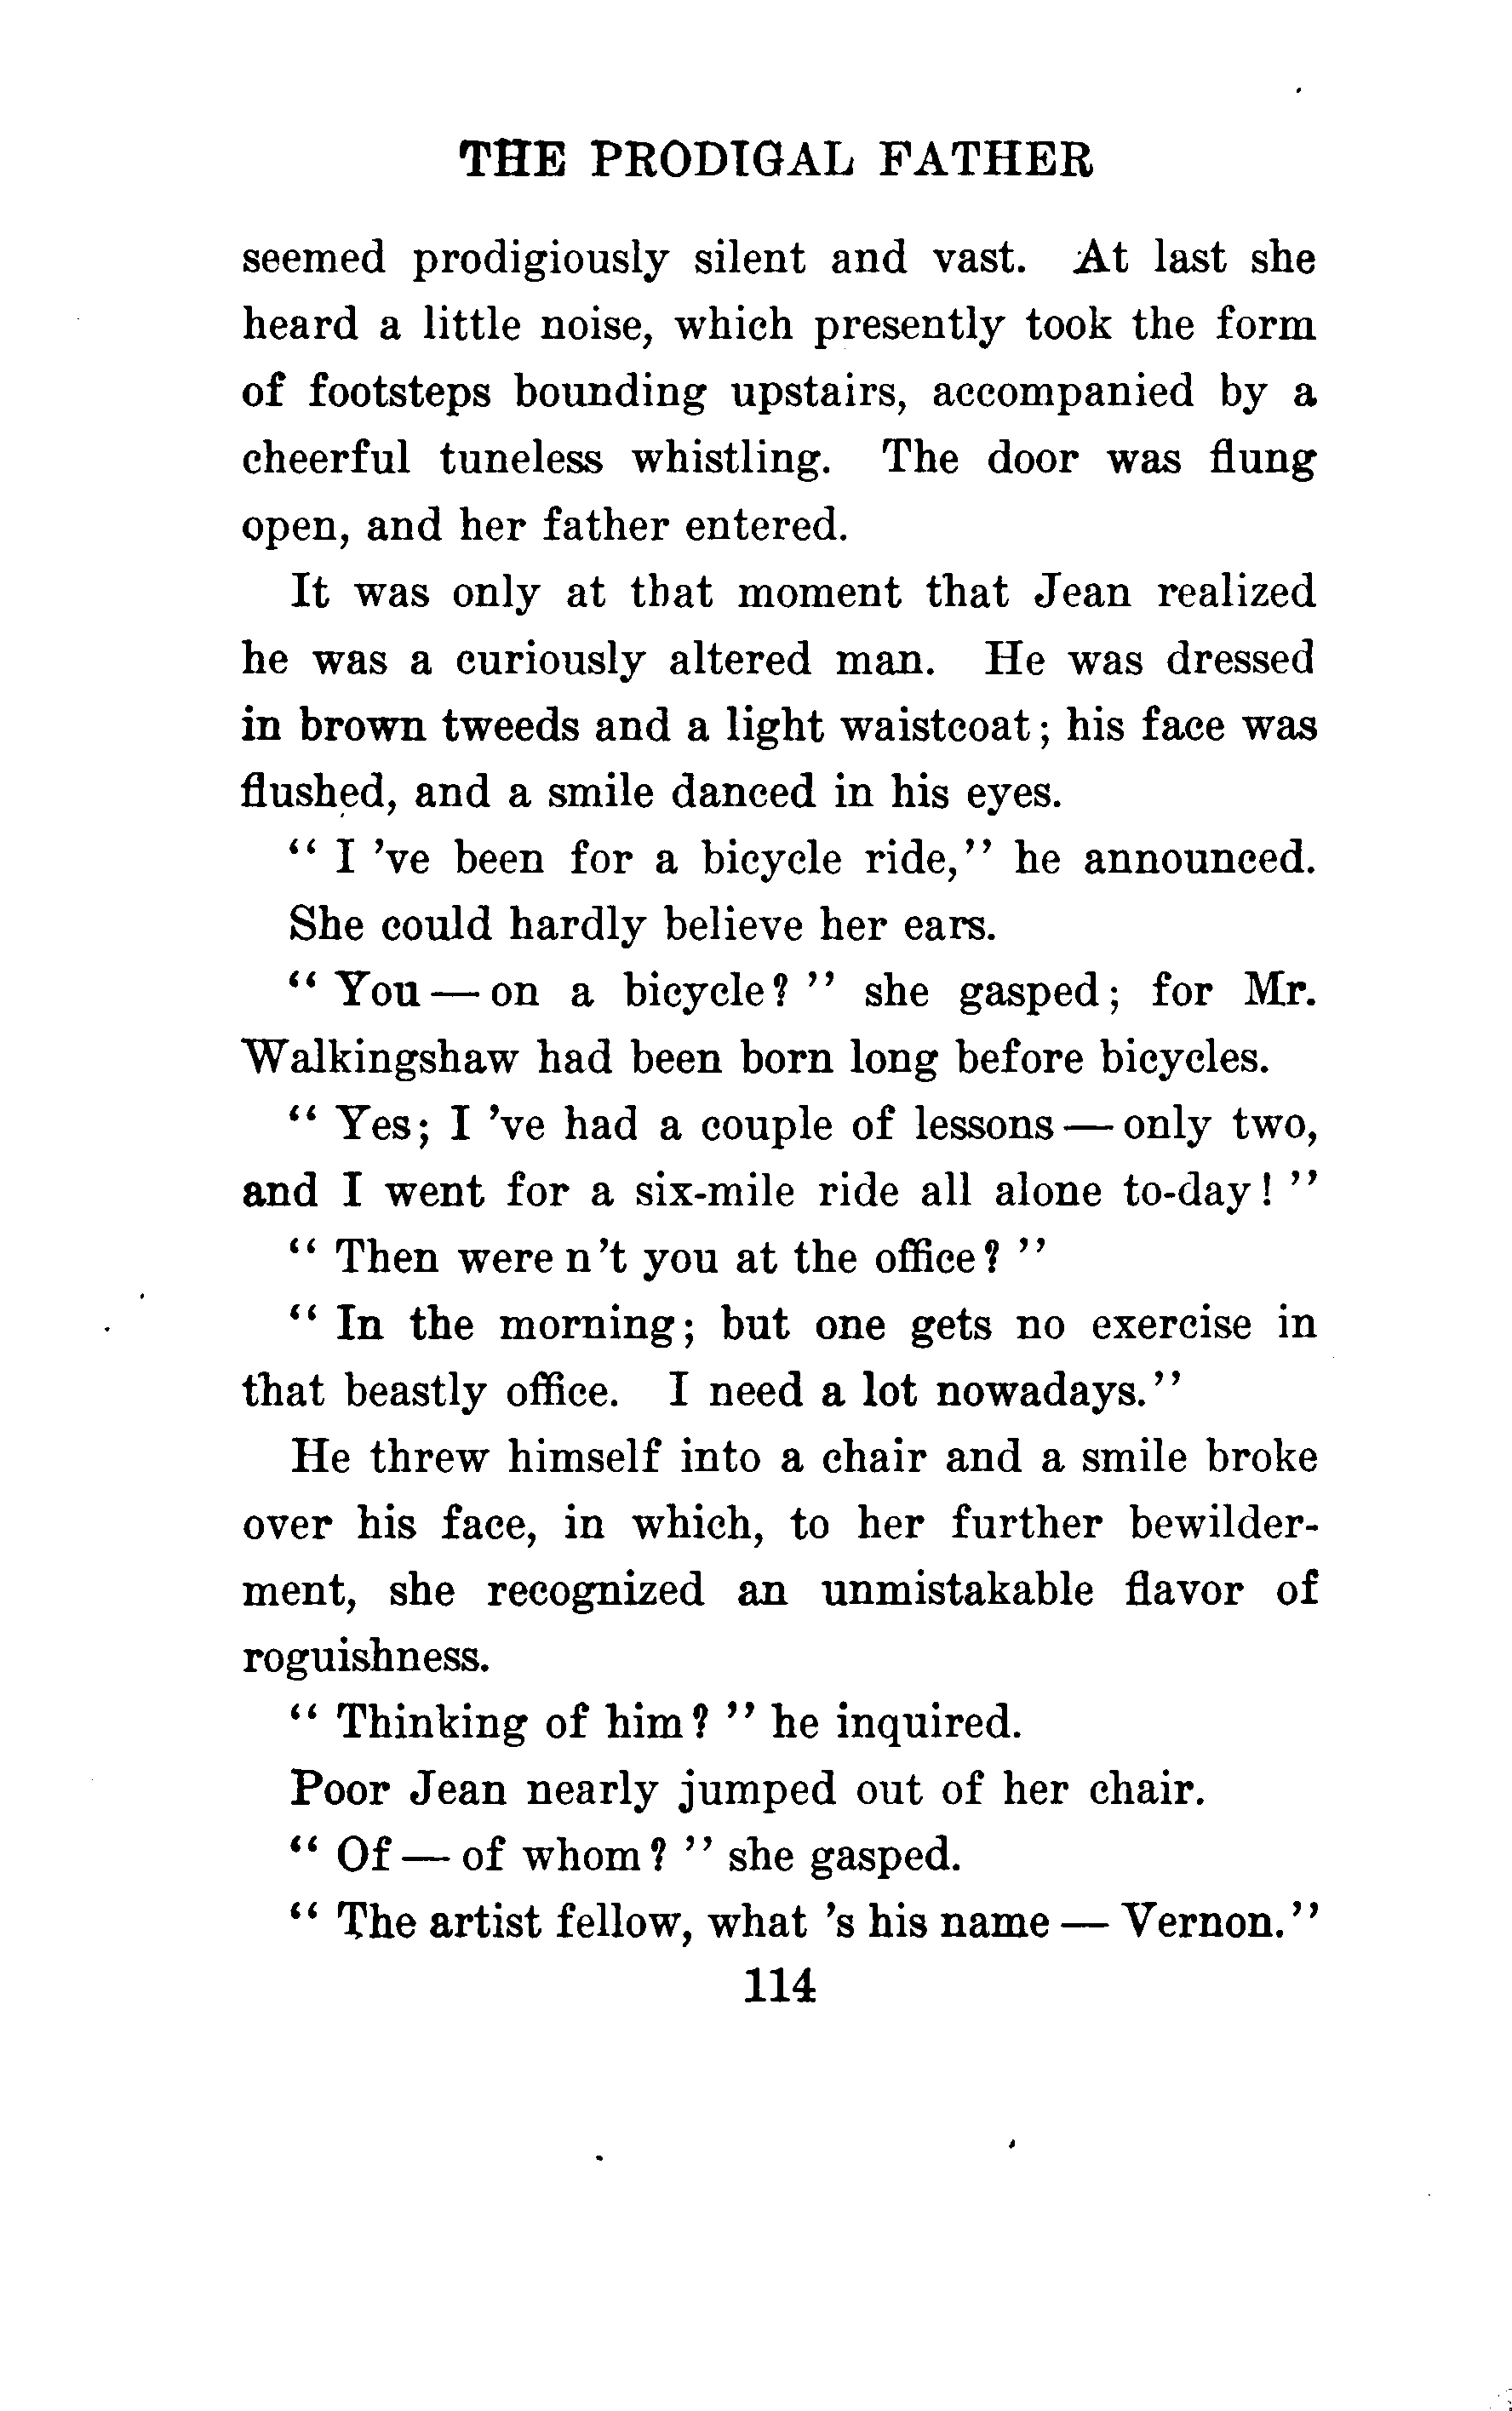 THE PRODIGAL FATHER
seemed prodigiously silent and vast. At last she
heard a little noise, which presently took the form
of footsteps bounding upstairs, accompanied by a
cheerful tuneless whistling. The door was flung
open, and her father entered.
It was only at that moment that Jean realized
he was a curiously altered man. He was dressed
in brown tweeds and a light waistcoat; his face was
flushed, and a smile danced in his eyes.
“ I 've been for a bicycle ride,” he announced.
She could hardly believe her ears.
“ You — on a bicycle? ” she gasped; for Mr.
Walkingshaw had been born long before bicycles.
“ Yes; I 've had a couple of lessons — only two,
and I went for a six-mile ride all alone to-day! ”
“ Then were n't you at the office? ”
“ In the morning; but one gets no exercise in
that beastly office. I need a lot nowadays.”
He threw himself into a chair and a smile broke
over his face, in which, to her further bewilder-
ment, she recognized an unmistakable flavor of
roguishness.
“ Thinking of him? ” he inquired.
Poor Jean nearly jumped out of her chair.
“ Of — of whom? ” she gasped.
“ The artist fellow, what 's his name — Vernon.”
114